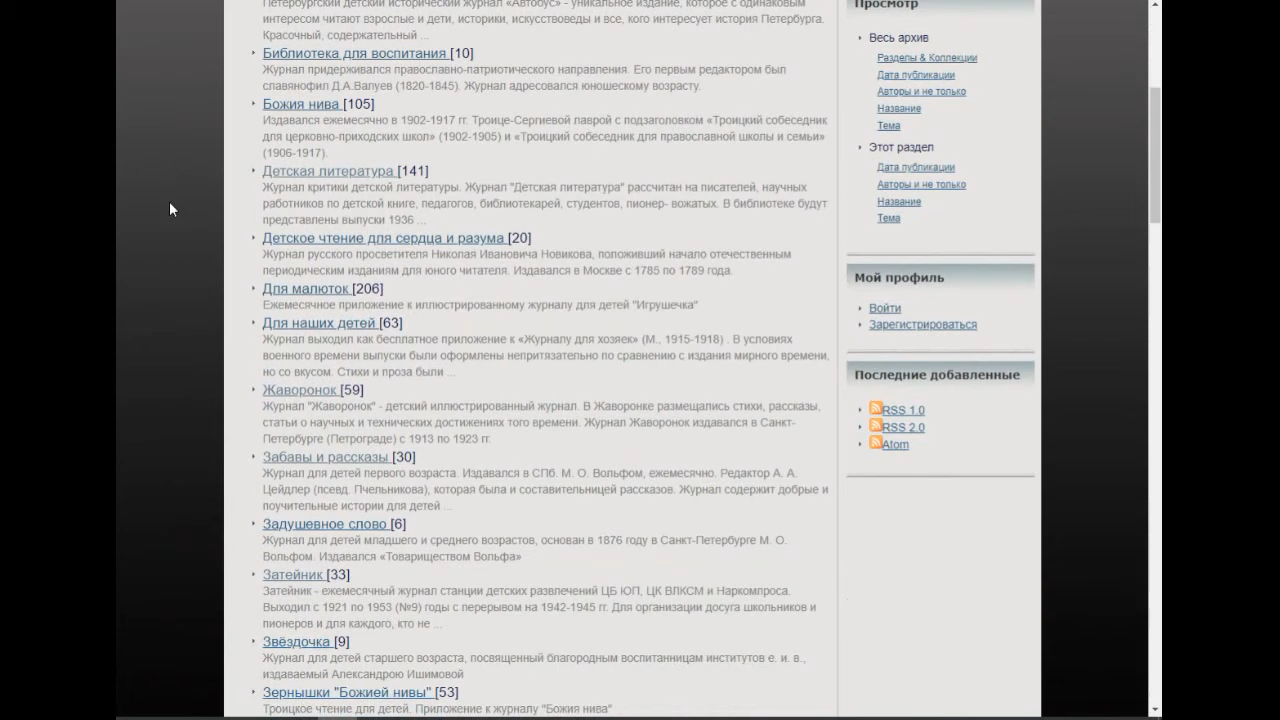 Петербургский детский исторический журнал «Автобус» - уникальное издание, которое с одинаковым
интересом читают взрослые и дети, историки, искусствоведы и все, кого интересует история Петербурга.
Красочный, содержательный ...
Библиотека для воспитания [10]
Журнал придерживался православно-патриотического направления. Его первым редактором был
славянофил Д.А.Валуев (1820-1845). Журнал адресовался юношескому возрасту.
Божия нива [105]
Издавался ежемесячно в 1902-1917 гг. Троице-Сергиевой лаврой с подзаголовком «Троицкий собеседник
для церковно-приходских школ» (1902-1905) и «Троицкий собеседник для православной школы и семьи»
(1906-1917).
Детская литература [141]
Журнал критики детской литературы. Журнал "Детская литература" рассчитан на писателей, научных
работников по детской книге, педагогов, библиотекарей, студентов, пионер- вожатых. В библиотеке будут
представлены выпуски 1936 ...
Детское чтение для сердца и разума [20]
Журнал русского просветителя Николая Ивановича Новикова, положивший начало отечественным
периодическим изданиям для юного читателя. Издавался в Москве с 1785 по 1789 года.
Для малюток [206]
Ежемесячное приложение к иллюстрированному журналу для детей "Игрушечка"
Для наших детей [63]
Журнал выходил как бесплатное приложение к «Журналу для хозяек» (М., 1915-1918) . В условиях
военного времени выпуски были оформлены непритязательно по сравнению с издания мирного времени,
но со вкусом. Стихи и проза были ...
Жаворонок [59]
Журнал "Жаворонок" - детский иллюстрированный журнал. В Жаворонке размещались стихи, рассказы,
статьи о научных и технических достижениях того времени. Журнал Жаворонок издавался в Санкт-
Петербурге (Петрограде) с 1913 по 1923 гг.
Забавы и рассказы [30]
Журнал для детей первого возраста. Издавался в СПб. М. О. Вольфом, ежемесячно. Редактор А. А.
Цейдлер (псевд. Пчельникова), которая была и составительницей рассказов. Журнал содержит добрые и
поучительные истории для детей ...
Задушевное слово [6]
Журнал для детей младшего и среднего возрастов, основан в 1876 году в Санкт-Петербурге М. О.
Вольфом. Издавался «Товариществом Вольфа»
Затейник [33]
Затейник - ежемесячный журнал станции детских развлечений ЦБ ЮП, ЦК ВЛКСМ и Наркомпроса.
Выходил с 1921 по 1953 (№9) годы с перерывом на 1942-1945 гг. Для организации досуга школьников и
пионеров и для каждого, кто не ...
Звёздочка [9]
Журнал для детей старшего возраста, посвященный благородным воспитанницам институтов е. и. в.,
издаваемый Александрою Ишимовой
Зернышки "Божией нивы" [53]
Троицкое чтение для детей. Приложение к журналу "Божия нива"
Просмотр
Весь архив
Разделы & Коллекции
Дата публикации
Авторы и не только
Название
Тема
Этот раздел
Дата публикации
Авторы и не только
Название
Тема
Мой профиль
Войти
Зарегистрироваться
Последние добавленные
RSS 1.0
RSS 2.0
Atom